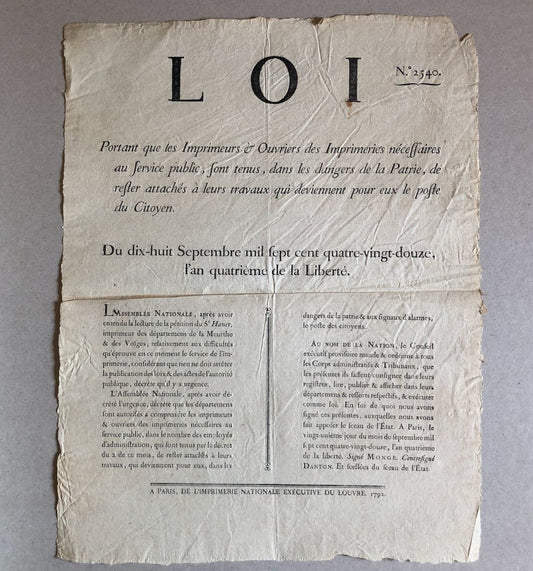 LOI
N.º 2540.
Portant que les Imprimeurs & Ouvriers des Imprimeries néceſſaires
au ſervice public, ſont tenus, dans les dangers de la Patrie, de
reſter attachés à leurs travaux qui deviennent pour eux le poſte
du Citoyen.
Du dix-huit Septembre mil ſept cent quatre-vingt-douze,
l'an quatrième de la Liberté.
L'ASSEMBLÉE NATIONALE, après avoir
entendu la lecture de la pétition du Sr Hæner,
imprimeur des départemens de la Meurthe
& des Voſges, relativement aux difficultés
qu'éprouve en ce moment le ſervice de l'im-
primerie, conſidérant que rien ne doit arrêter
la publication des loix & des actes de l'autorité
publique, décrète qu'il y a urgence.
L'Aſſemblée Nationale, après avoir dé-
crété l'urgence, décrète que les départemens
ſont autoriſés à comprendre les imprimeurs
& ouvriers des imprimeries néceſſaires au
ſervice public, dans le nombre des employés
d'adminiſtration, qui ſont tenus par le décret
du 2 de ce mois, de reſter attachés à leurs
travaux, qui deviennent pour eux, dans les
dangers de la patrie & aux ſignaux d'alarmes,
le poſte des citoyens.
AU NOM DE LA NATION, le Conſeil
exécutif proviſoire mande & ordonne à tous
les Corps adminiſtratifs & Tribunaux, que
les préſentes ils faſſent conſigner dans leurs
regiſtres, lire, publier & afficher dans leurs
départemens & reſſorts reſpectifs, & exécuter
comme loi. En foi de quoi nous avons
ſigné ces préſentes, auxquelles nous avons
fait appoſer le ſceau de l'État. A Paris, le
vingt-unième jour du mois de ſeptembre mil
ſept cent quatre-vingt-douze, l'an quatrième
de la liberté. Signé MONGE. Contreſigné
DANTON. Et ſcellées du ſceau de l'État.
A PARIS, DE L'IMPRIMERIE NATIONALE EXÉCUTIVE DU LOUVRE. 1792.